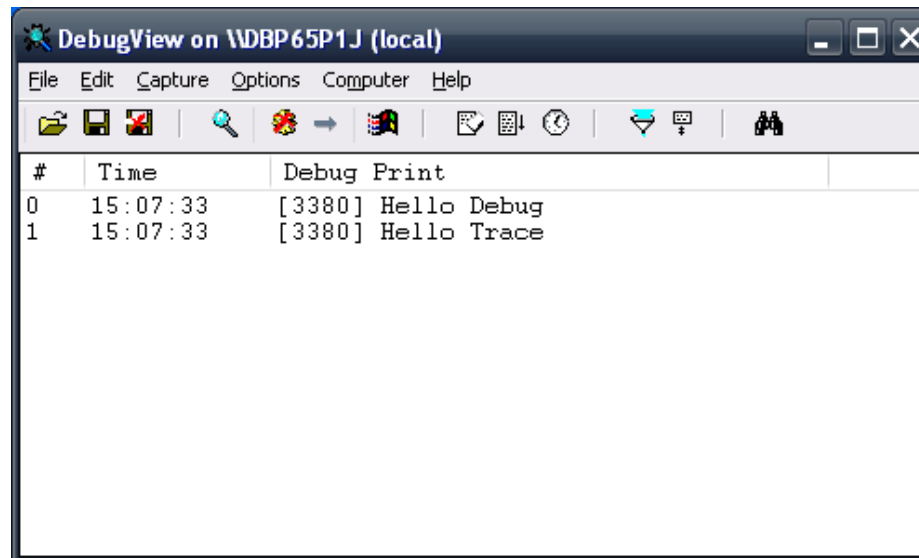 DebugView on \\DBP65P1J (local)
File Edit Capture Options Computer Help
# Time Debug Print
0 15:07:33 [3380] Hello Debug
1 15:07:33 [3380] Hello Trace